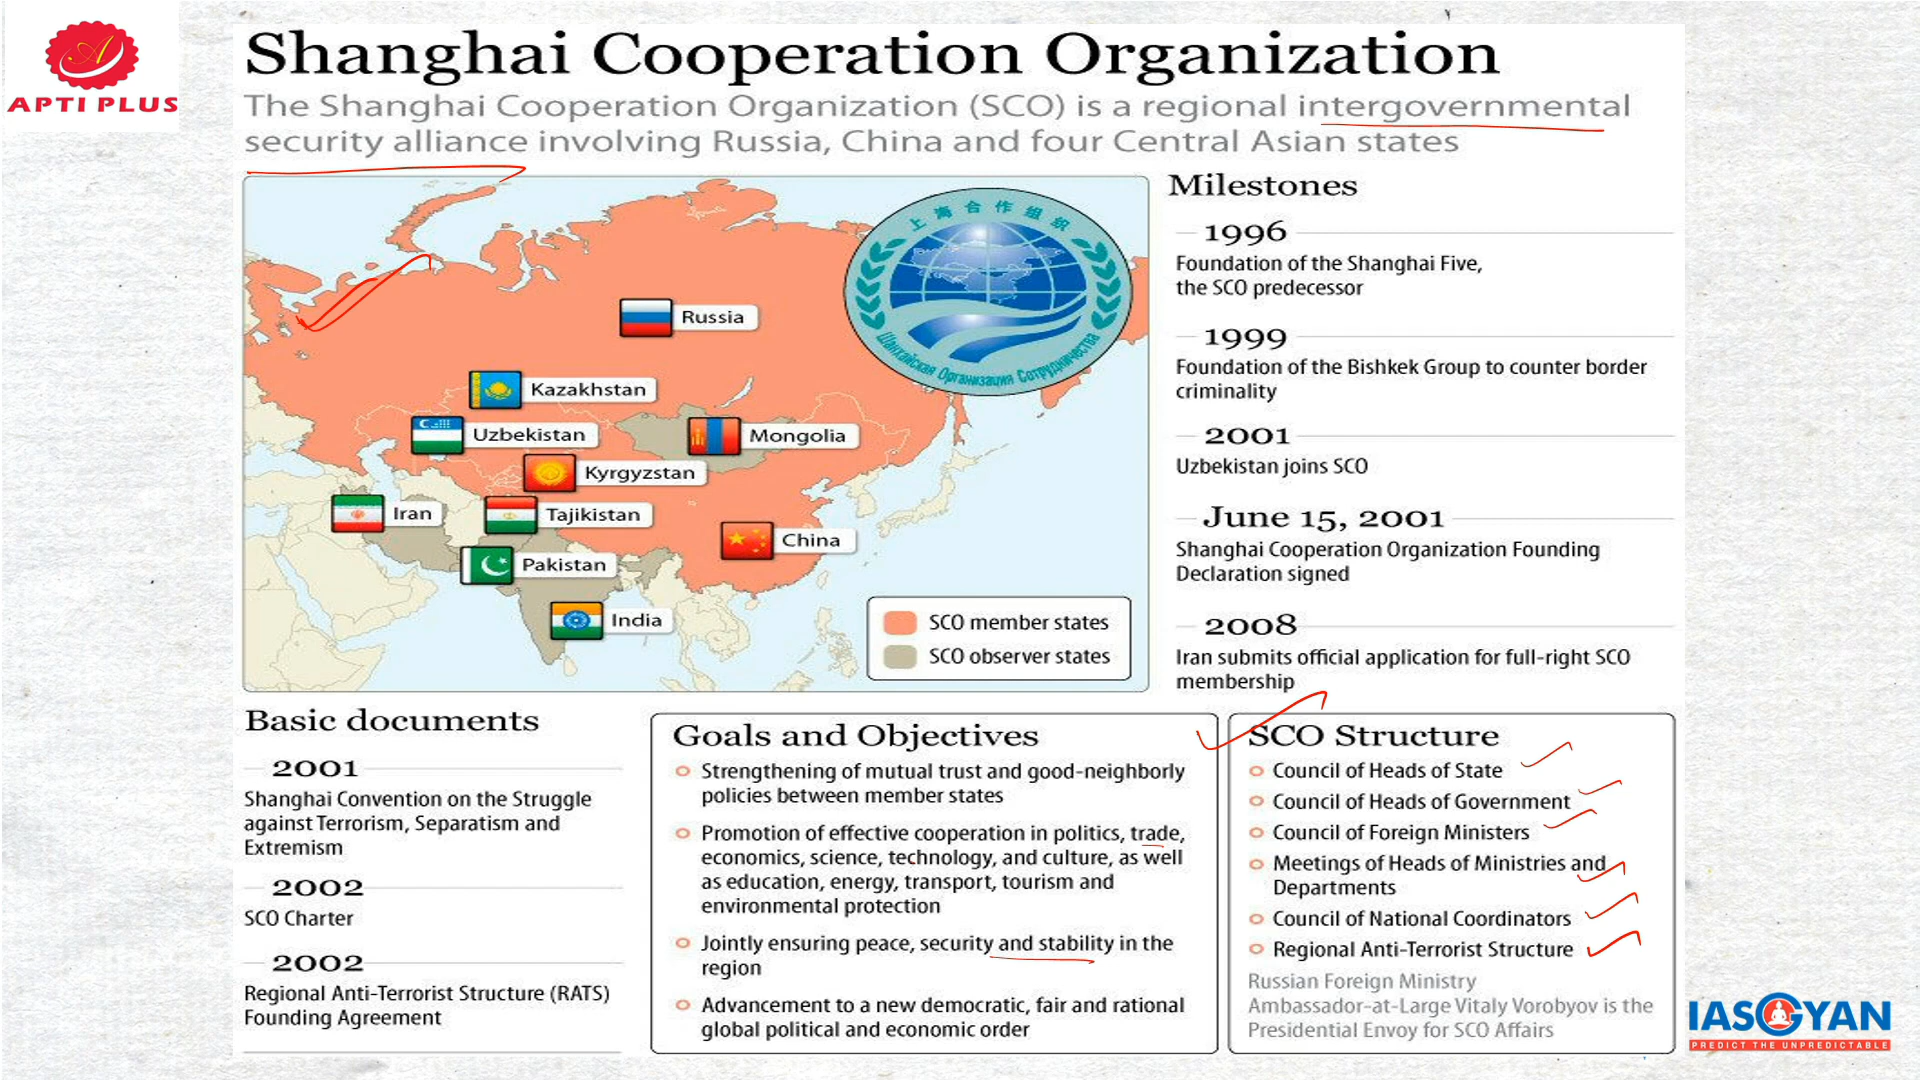 APTI PLUS
Shanghai Cooperation Organization
The Shanghai Cooperation Organization (SCO) is a regional intergovernmental
security alliance involving Russia, China and four Central Asian states
上海合作组织
Шанхайская Организация Сотрудничества
Russia
Kazakhstan
Uzbekistan
Mongolia
Kyrgyzstan
Iran
Tajikistan
China
Pakistan
India
SCO member states
SCO observer states
Milestones
1996
Foundation of the Shanghai Five,
the SCO predecessor
1999
Foundation of the Bishkek Group to counter border
criminality
2001
Uzbekistan joins SCO
June 15, 2001
Shanghai Cooperation Organization Founding
Declaration signed
2008
Iran submits official application for full-right SCO
membership
Basic documents
2001
Shanghai Convention on the Struggle
against Terrorism, Separatism and
Extremism
2002
SCO Charter
2002
Regional Anti-Terrorist Structure (RATS)
Founding Agreement
Goals and Objectives
Strengthening of mutual trust and good-neighborly
policies between member states
Promotion of effective cooperation in politics, trade,
economics, science, technology, and culture, as well
as education, energy, transport, tourism and
environmental protection
Jointly ensuring peace, security and stability in the
region
Advancement to a new democratic, fair and rational
global political and economic order
SCO Structure
Council of Heads of State
Council of Heads of Government
Council of Foreign Ministers
Meetings of Heads of Ministries and
Departments
Council of National Coordinators
Regional Anti-Terrorist Structure
Russian Foreign Ministry
Ambassador-at-Large Vitaly Vorobyov is the
Presidential Envoy for SCO Affairs
IASGYAN
PREDICT THE UNPREDICTABLE